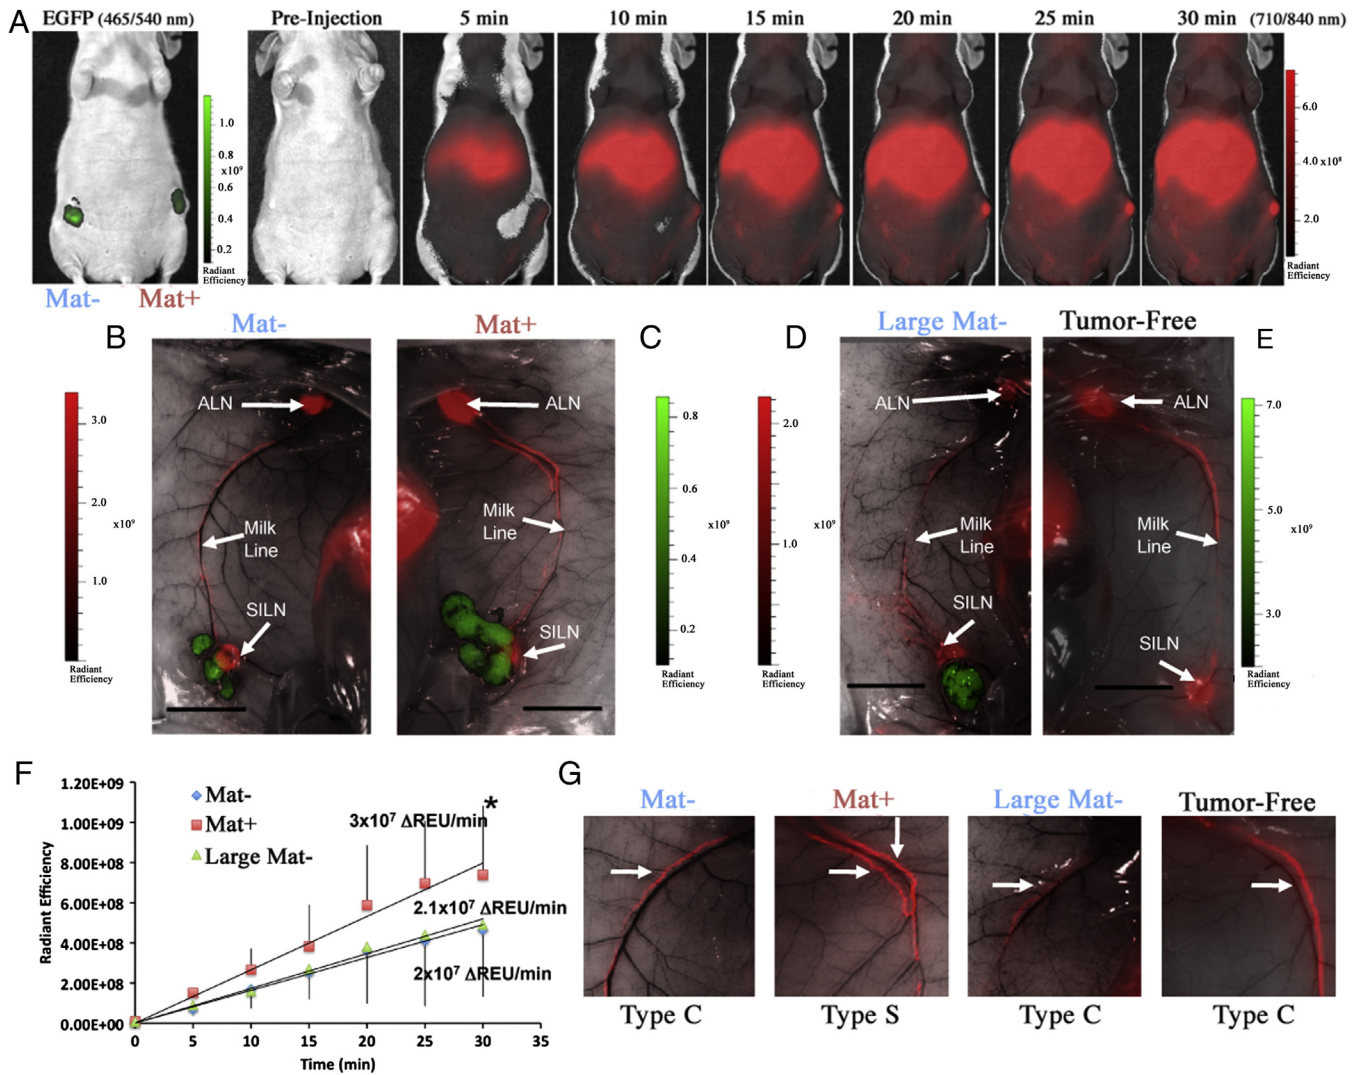 A
EGFP (465/540 nm)
Pre-Injection
5 min
10 min
15 min
20 min
25 min
30 min
(710/840 nm)
1.0
0.8
x10⁹
0.6
0.4
0.2
Radiant
Efficiency
6.0
4.0 x10⁸
2.0
Radiant
Efficiency
Mat-
Mat+
B
Mat-
Mat+
C
D
Large Mat-
Tumor-Free
E
3.0
2.0
x10⁹
1.0
Radiant
Efficiency
ALN
Milk
Line
SILN
ALN
Milk
Line
SILN
0.8
0.6
x10⁹
0.4
0.2
Radiant
Efficiency
2.0
x10⁹
1.0
Radiant
Efficiency
ALN
Milk
Line
SILN
ALN
Milk
Line
SILN
7.0
5.0
x10⁹
3.0
Radiant
Efficiency
F
1.20E+09
1.00E+09
8.00E+08
6.00E+08
4.00E+08
2.00E+08
0.00E+00
Radiant Efficiency
Mat-
Mat+
Large Mat-
*
3x10⁷ ΔREU/min
2.1x10⁷ ΔREU/min
2x10⁷ ΔREU/min
0 5 10 15 20 25 30 35
Time (min)
G
Mat-
Mat+
Large Mat-
Tumor-Free
Type C
Type S
Type C
Type C